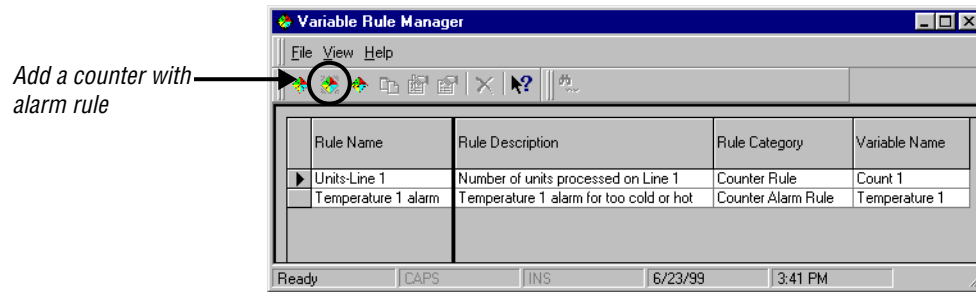 Variable Rule Manager
File View Help
Add a counter with
alarm rule
Rule Name Rule Description Rule Category Variable Name
Units-Line 1 Number of units processed on Line 1 Counter Rule Count 1
Temperature 1 alarm Temperature 1 alarm for too cold or hot Counter Alarm Rule Temperature 1
Ready CAPS INS 6/23/99 3:41 PM